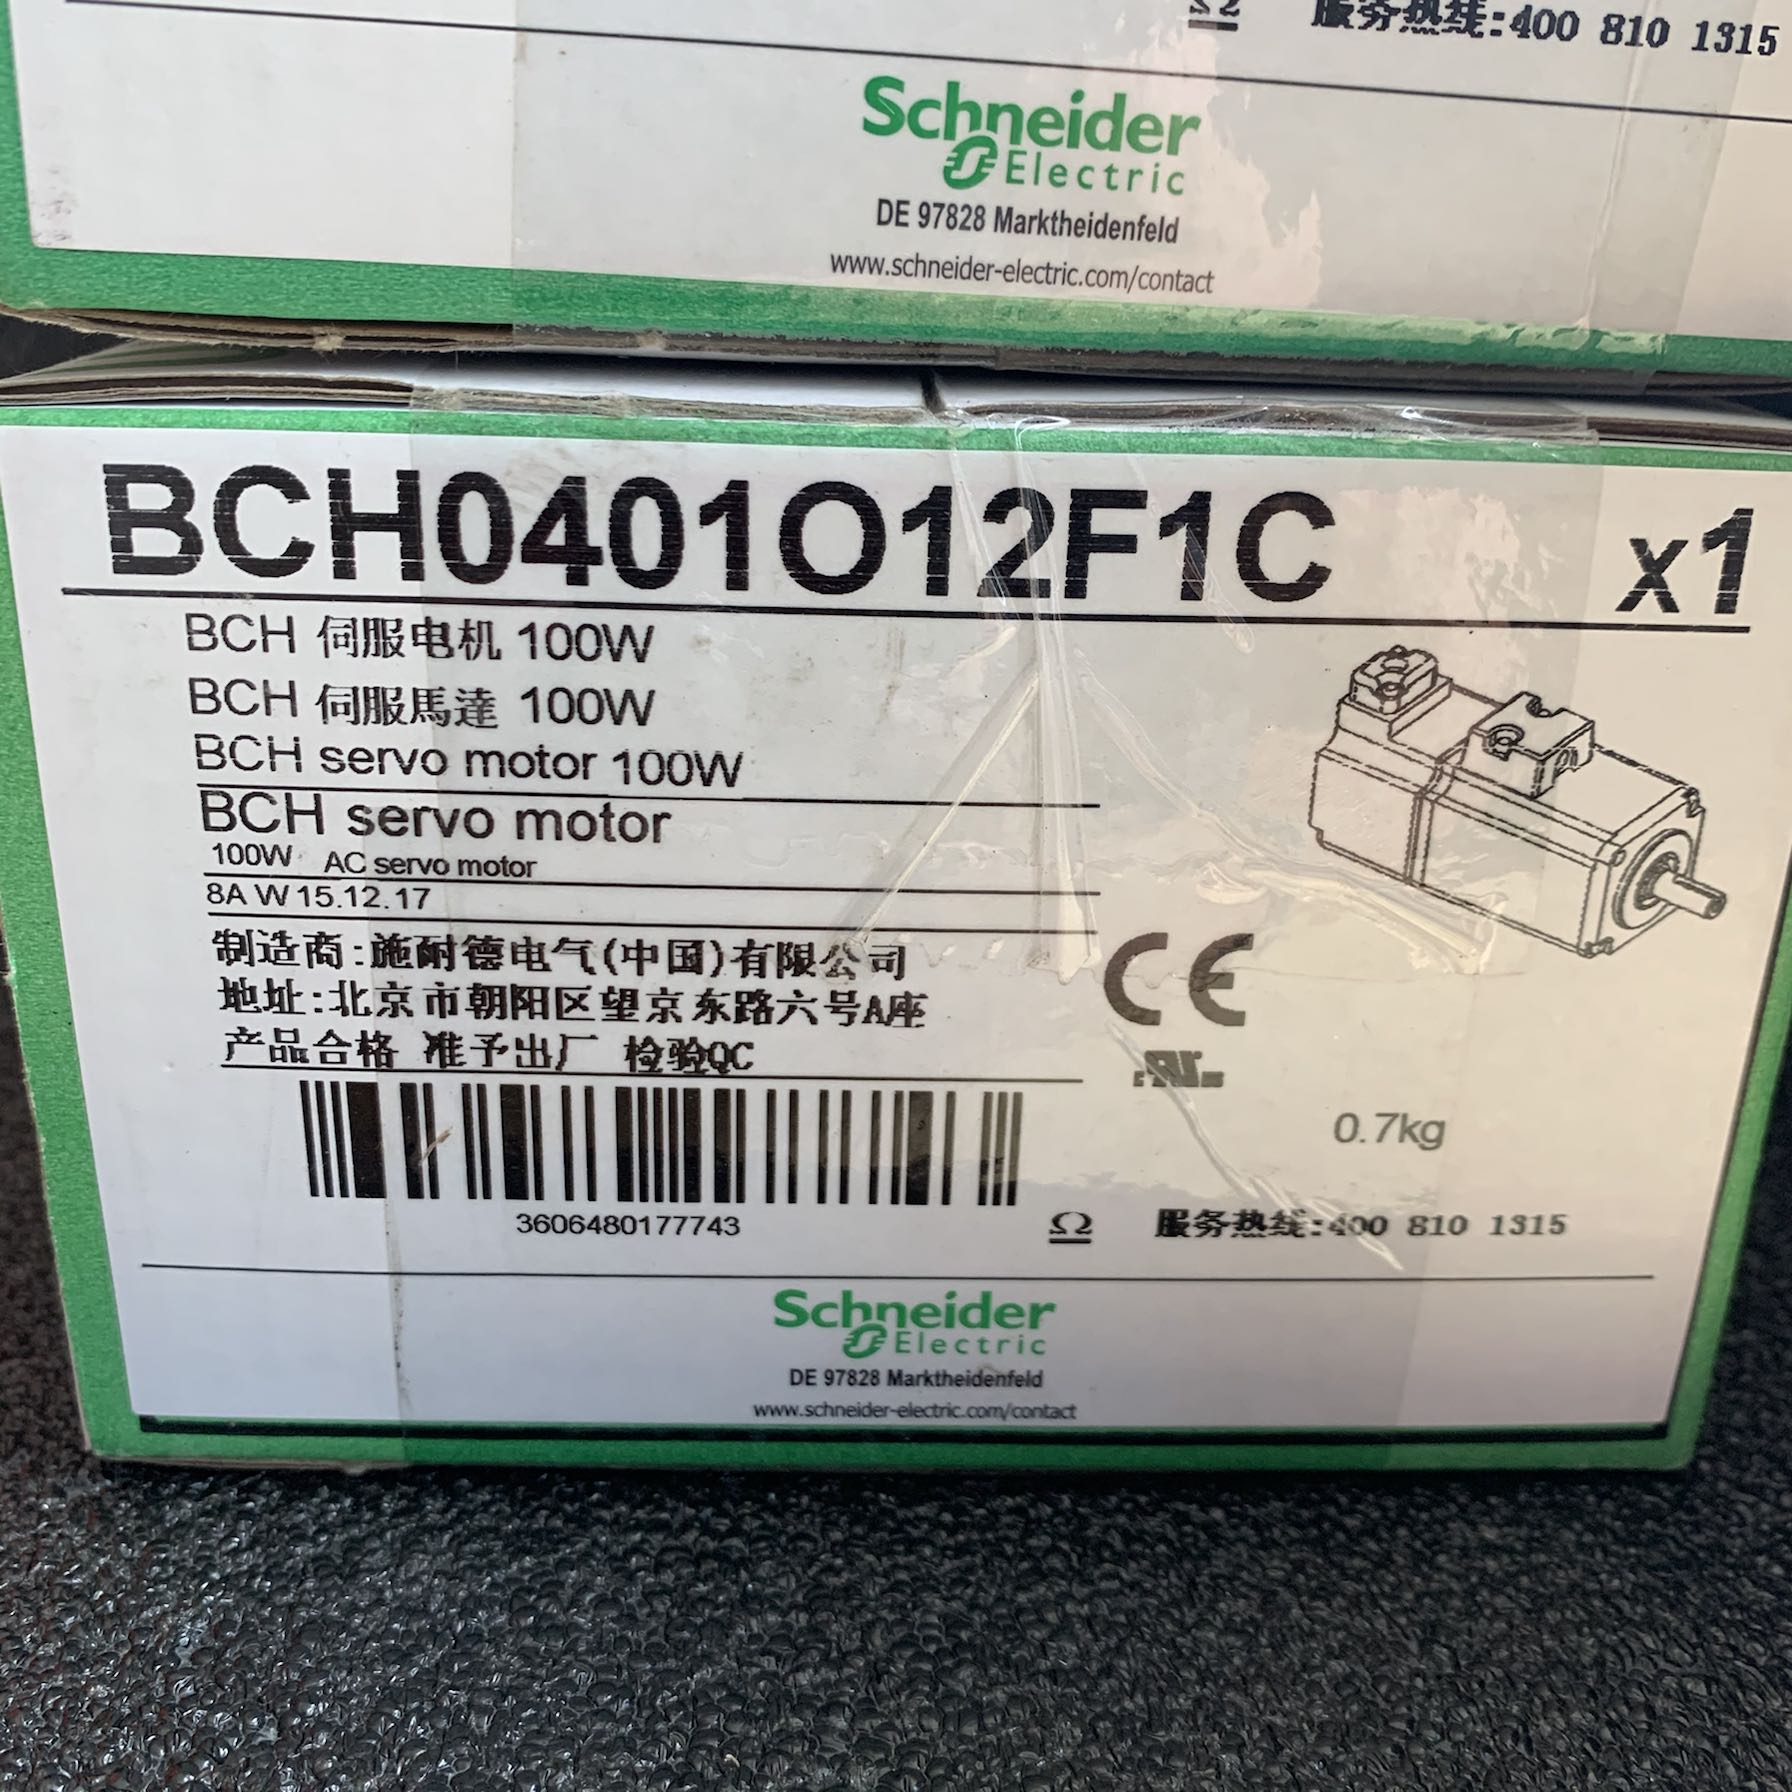 服务热线:400 810 1315
Schneider
Electric
DE 97828 Marktheidenfeld
www.schneider-electric.com/contact
BCH0401O12F1C x1
BCH 伺服电机 100W
BCH 伺服馬達 100W
BCH servo motor 100W
BCH servo motor
100W AC servo motor
8A W 15.12.17
制造商:施耐德电气(中国)有限公司
地址:北京市朝阳区望京东路六号A座
产品合格 准予出厂 检验QC
CE
0.7kg
3606480177743
服务热线:400 810 1315
Schneider
Electric
DE 97828 Marktheidenfeld
www.schneider-electric.com/contact